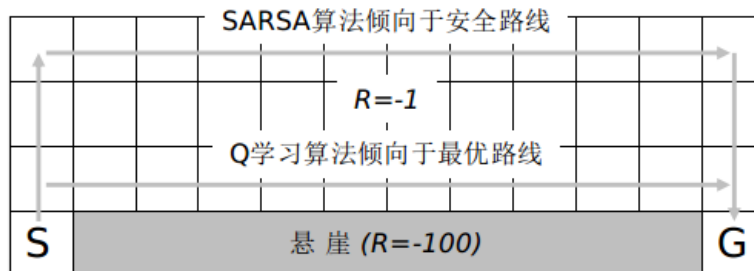 SARSA算法倾向于安全路线
R=-1
Q学习算法倾向于最优路线
S
悬 崖 (R=-100)
G